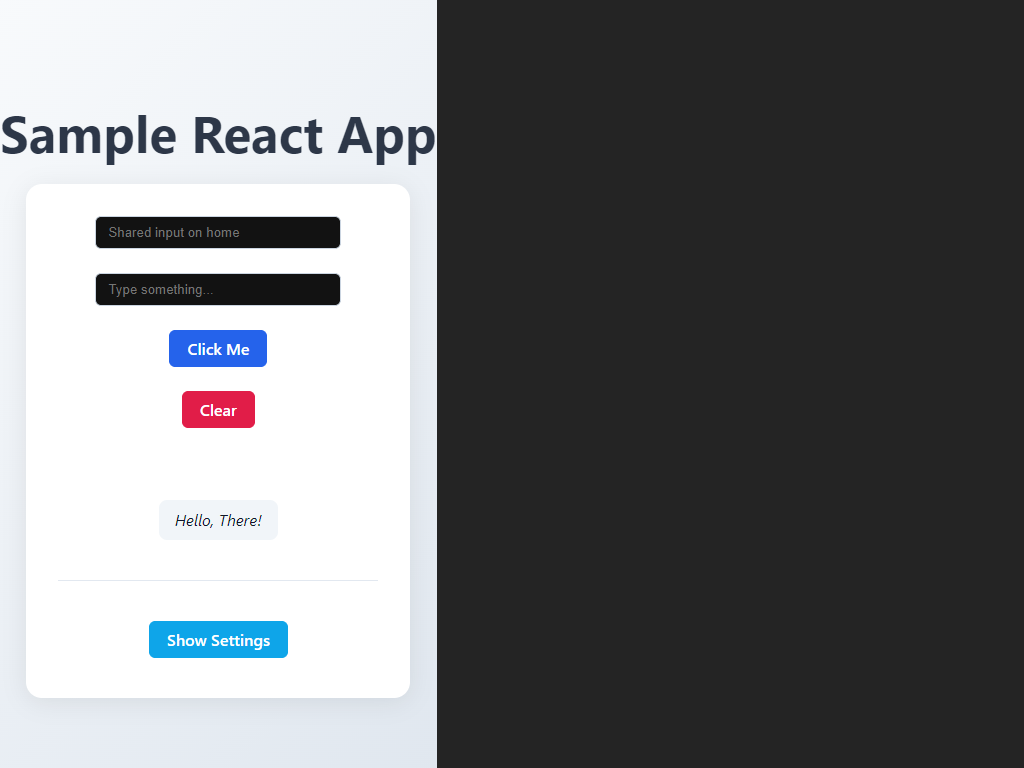 Sample React App
Shared input on home
Type something...
Click Me
Clear
Hello, There!
Show Settings